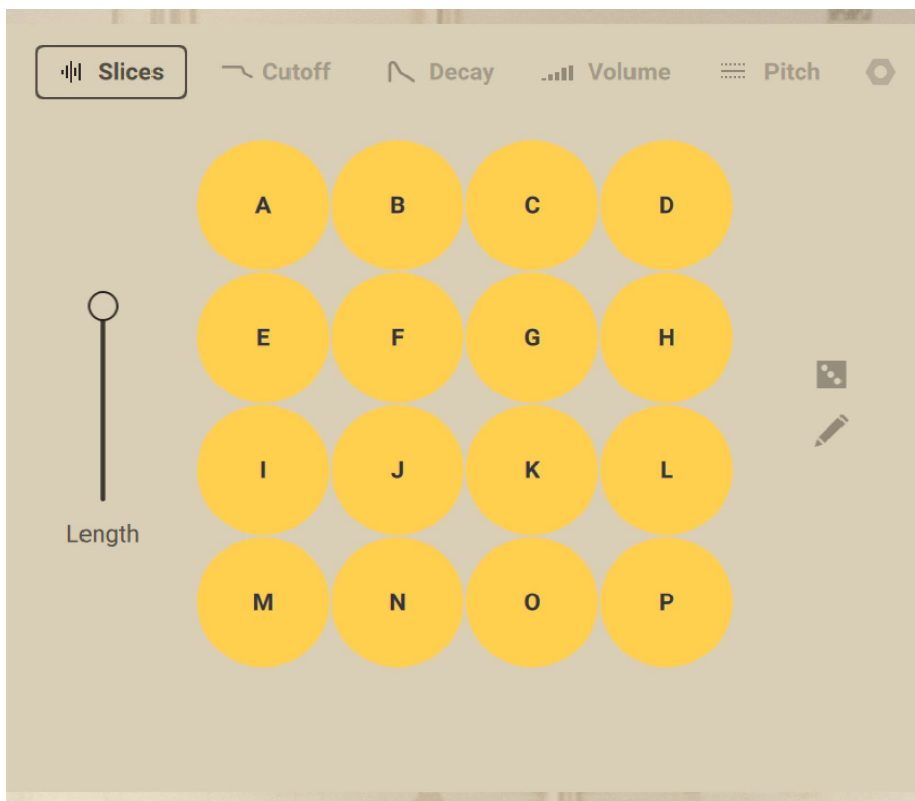 Slices Cutoff Decay Volume Pitch
A B C D
E F G H
I J K L
Length
M N O P